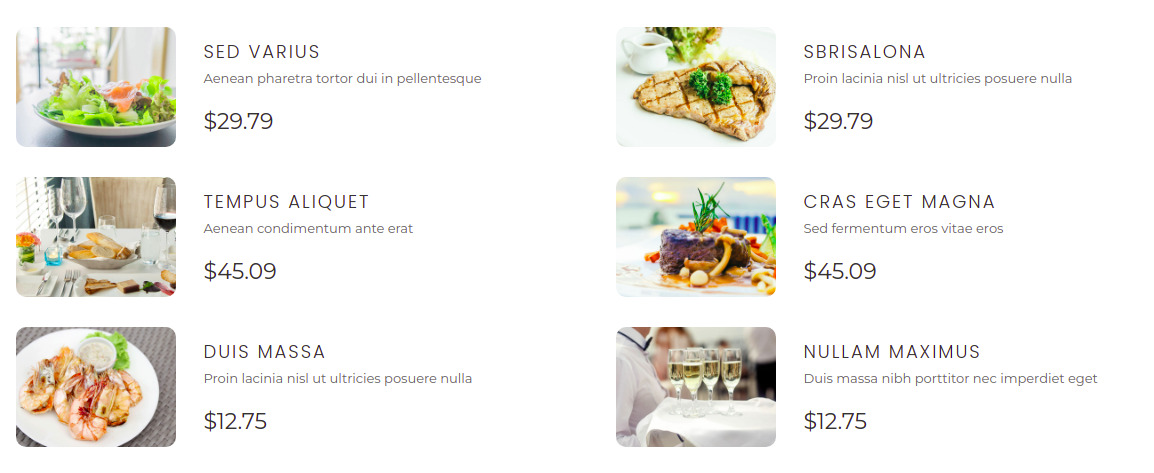 SED VARIUS
Aenean pharetra tortor dui in pellentesque
$29.79
TEMPUS ALIQUET
Aenean condimentum ante erat
$45.09
DUIS MASSA
Proin lacinia nisl ut ultricies posuere nulla
$12.75
SBRISALONA
Proin lacinia nisl ut ultricies posuere nulla
$29.79
CRAS EGET MAGNA
Sed fermentum eros vitae eros
$45.09
NULLAM MAXIMUS
Duis massa nibh porttitor nec imperdiet eget
$12.75